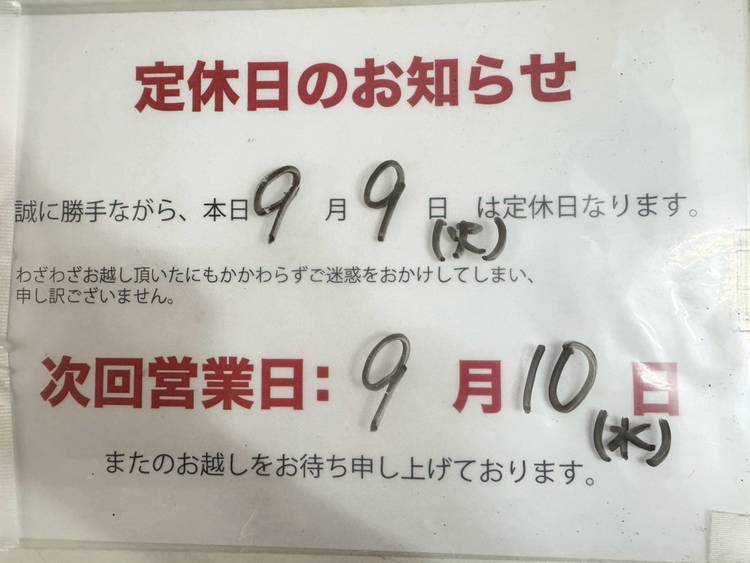 定休日のお知らせ
誠に勝手ながら、本日9月9日(火)は定休日なります。
わざわざお越し頂いたにもかかわらずご迷惑をおかけしてしまい、
申し訳ございません。
次回営業日:9月10日(水)
またのお越しをお待ち申し上げております。